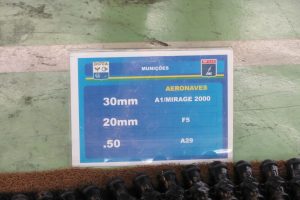 MUNIÇÕES
AERONAVES
30mm A1/MIRAGE 2000
20mm F5
.50 A29